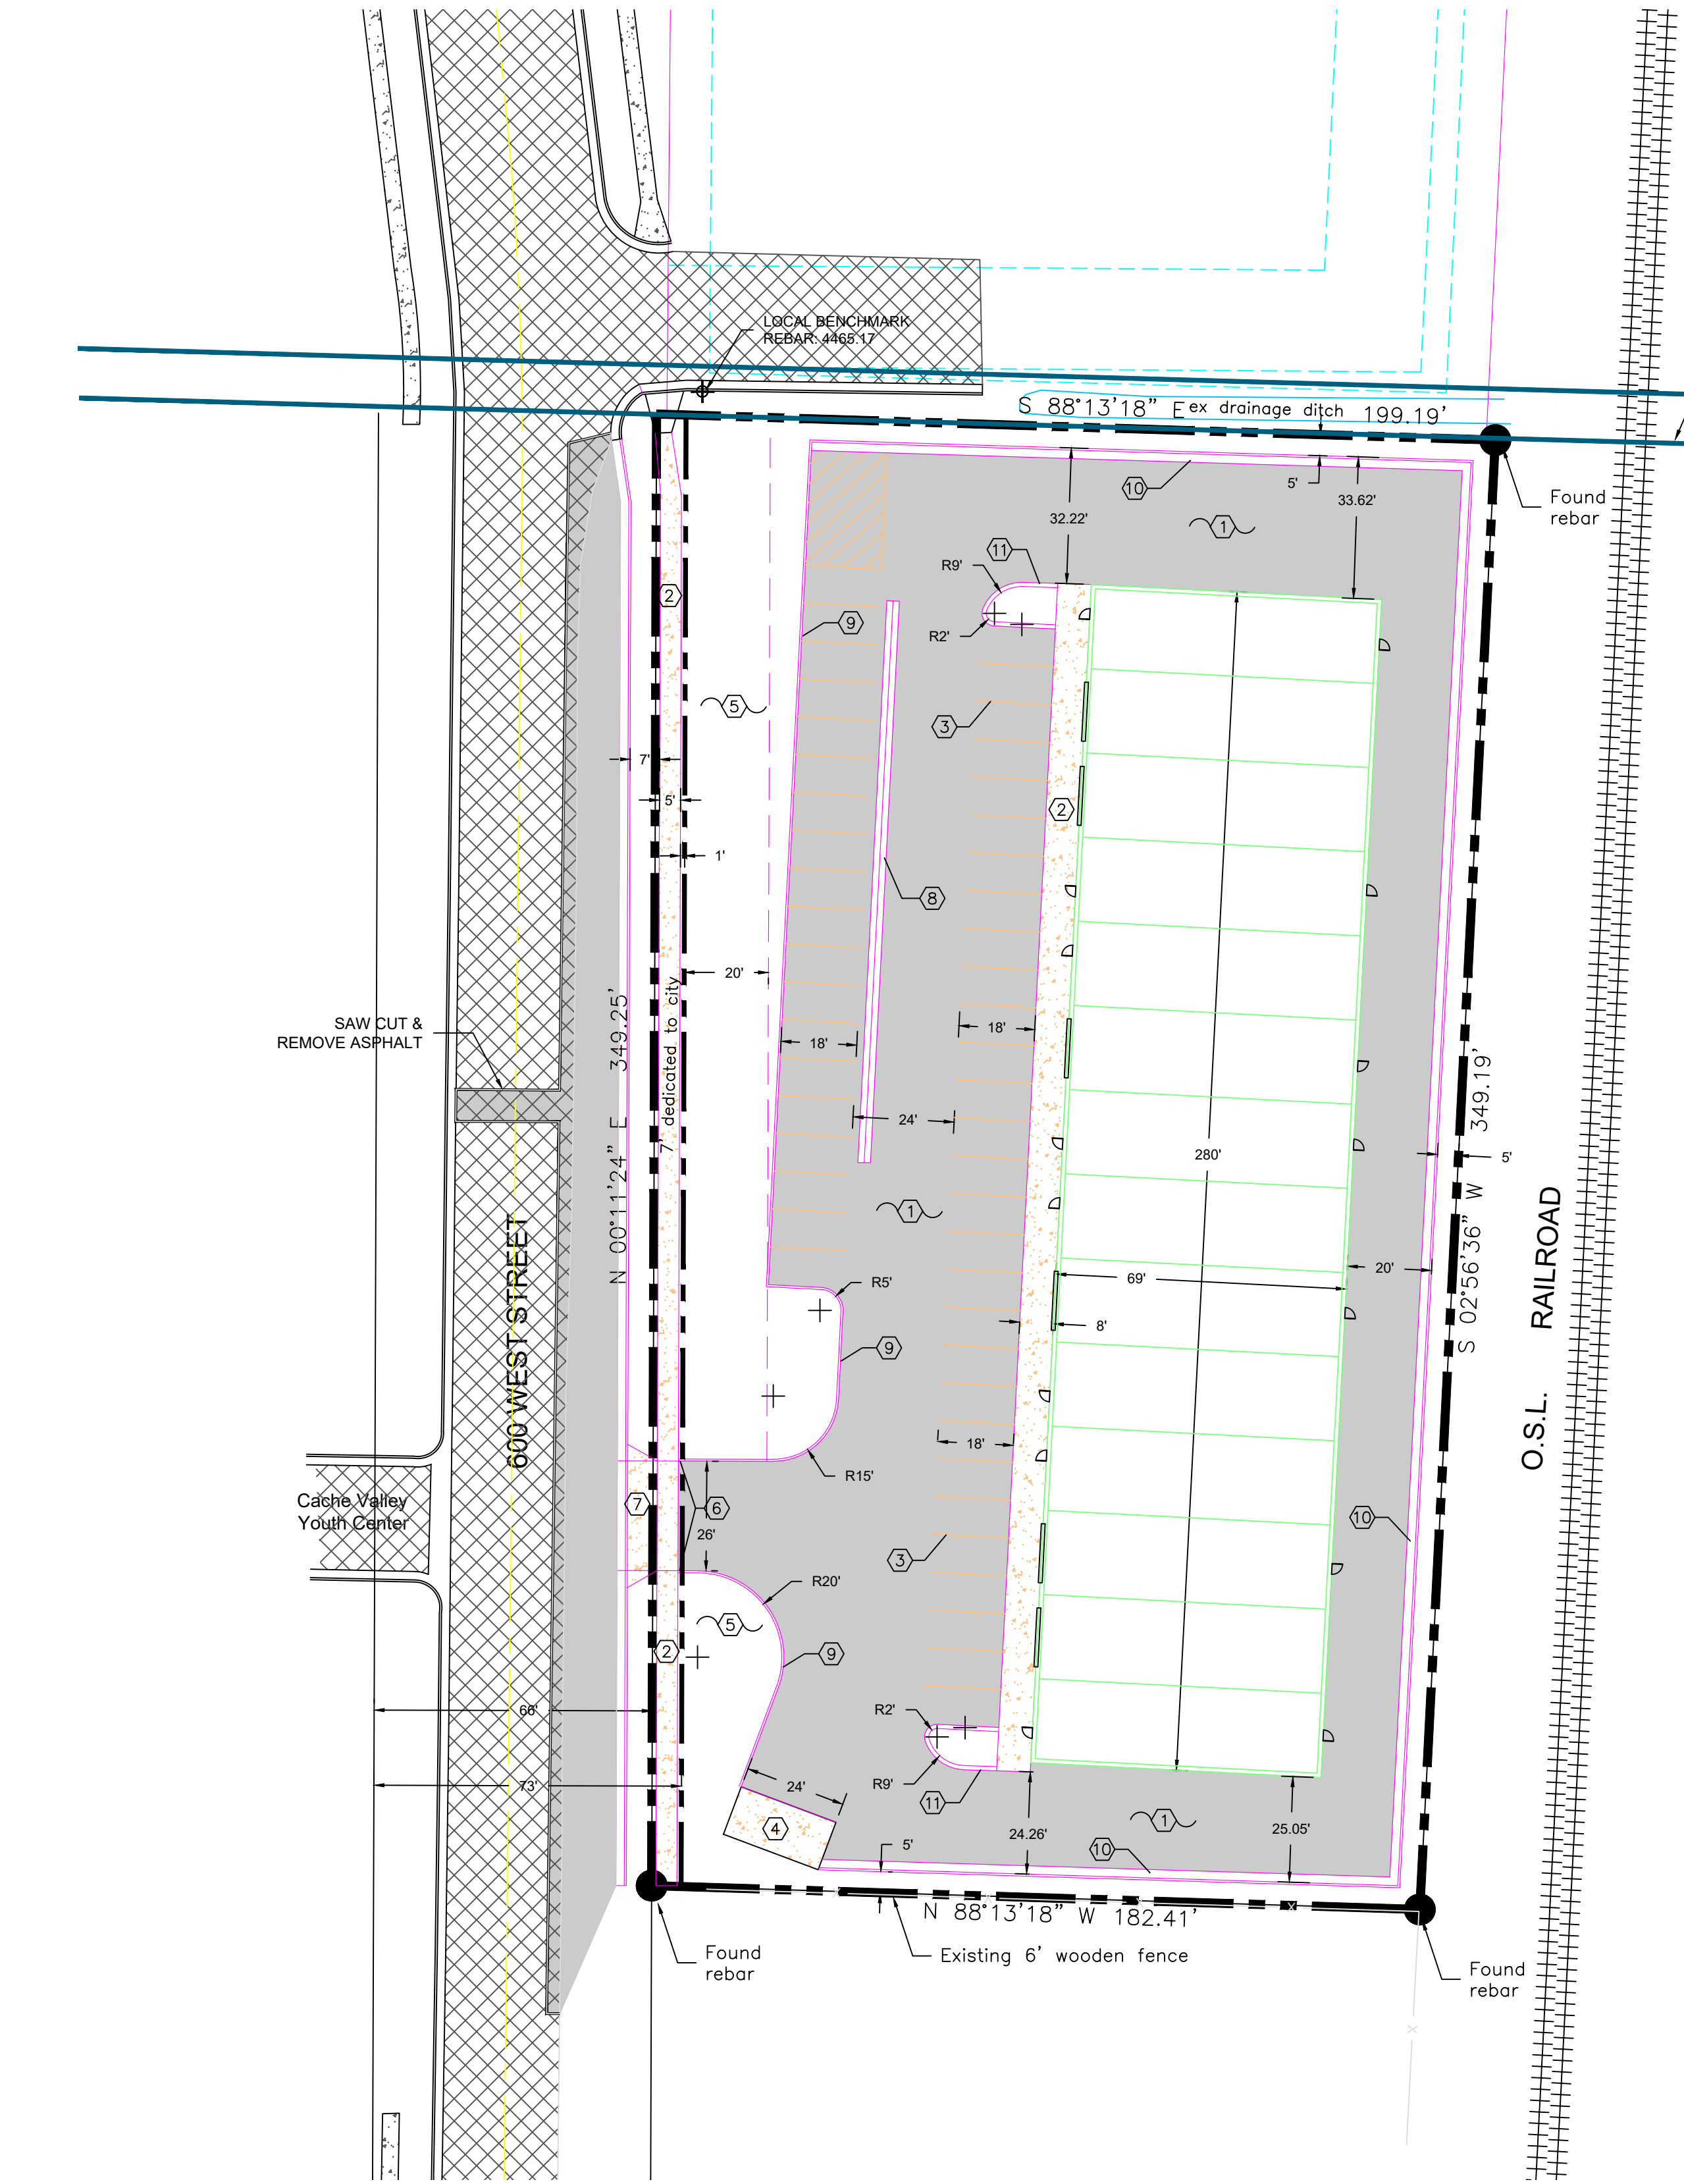 LOCAL BENCHMARK
REBAR: 4465.17
S 88°13'18" E
ex drainage ditch
199.19'
10
5'
33.62'
Found
rebar
32.22'
1
11
R9'
2
9
R2'
5
3
7'
2
5'
1'
8
20'
SAW CUT &
REMOVE ASPHALT
N 00°11'24" E 349.25'
7' dedicated to city
18'
18'
24'
280'
349.19'
5'
S 02°56'36" W
O.S.L. RAILROAD
1
600 WEST STREET
R5'
69'
20'
8'
9
18'
R15'
Cache Valley
Youth Center
7
6
26'
10
3
R20'
5
2
9
66'
R2'
73'
24'
R9'
11
4
24.26'
1
25.05'
5'
10
N 88°13'18" W 182.41'
Existing 6' wooden fence
Found
rebar
Found
rebar